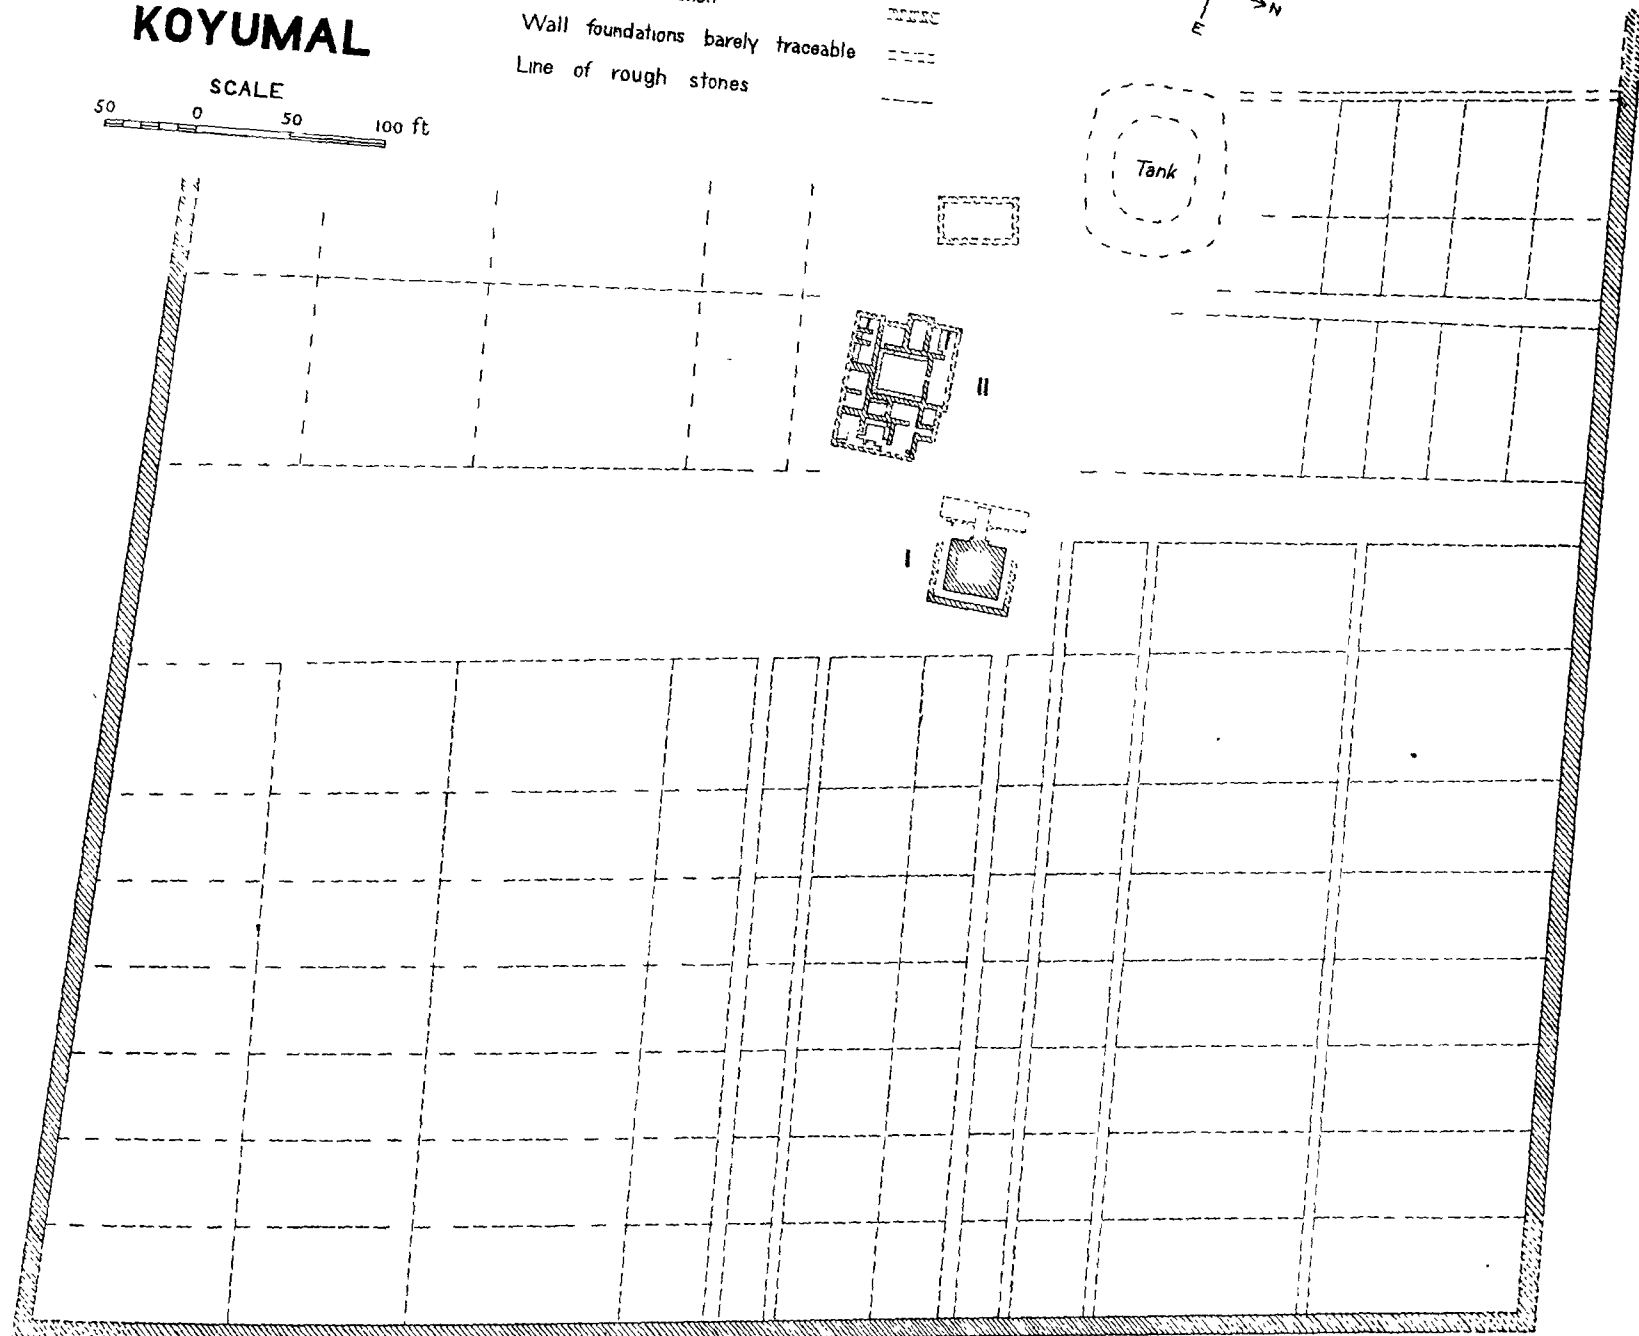 KOYUMAL
SCALE
50 0 50 100 ft
Wall foundations barely traceable
Line of rough stones
E
N
Tank
II
I